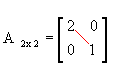 A 2x2 = [2 0
0 1]